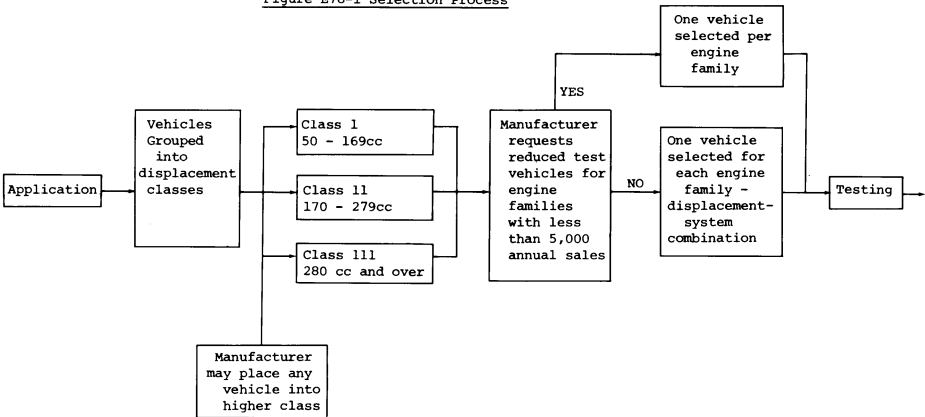 Figure E78-1 Selection Process
Application
Vehicles
Grouped
into
displacement
classes
Class 1
50 - 169cc
Class 11
170 - 279cc
Class 111
280 cc and over
Manufacturer
may place any
vehicle into
higher class
Manufacturer
requests
reduced test
vehicles for
engine
families
with less
than 5,000
annual sales
YES
One vehicle
selected per
engine
family
NO
One vehicle
selected for
each engine
family -
displacement-
system
combination
Testing